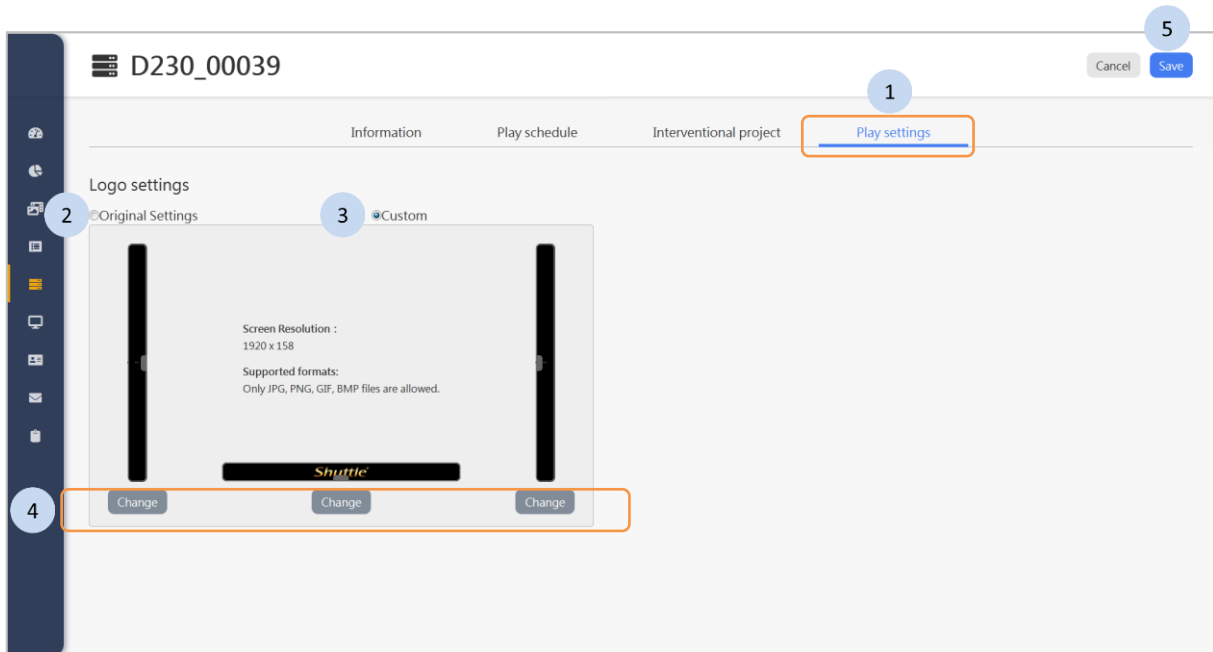 5
D230_00039
Cancel
Save
1
Information
Play schedule
Interventional project
Play settings
Logo settings
2
Original Settings
3
Custom
Screen Resolution :
1920 x 158
Supported formats:
Only JPG, PNG, GIF, BMP files are allowed.
Shuttle
4
Change
Change
Change